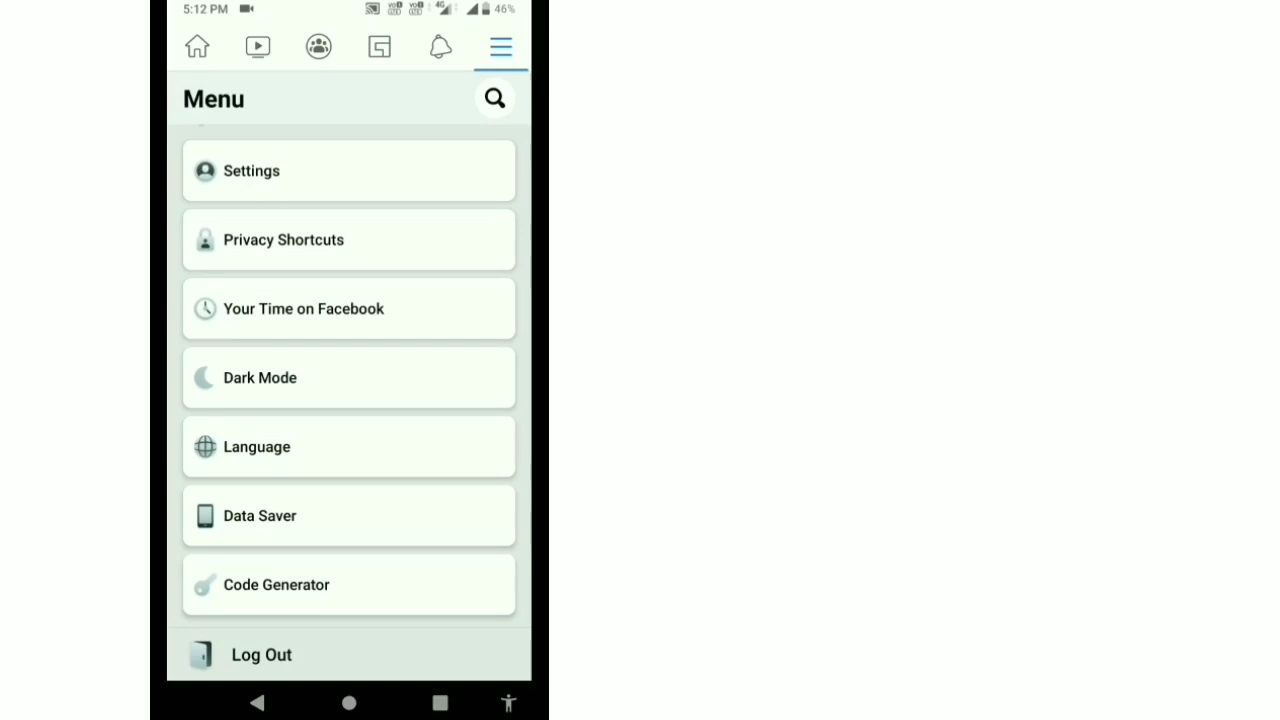 5:12 PM 4G 46%
Menu
Settings
Privacy Shortcuts
Your Time on Facebook
Dark Mode
Language
Data Saver
Code Generator
Log Out